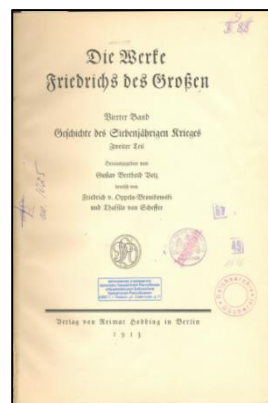 Die Werke
Friedrichs des Großen
Vierter Band
Geschichte des Siebenjährigen Krieges
Zweiter Teil
Herausgegeben von
Gustav Berthold Volz
deutsch von
Friedrich v. Oppeln-Bronikowski
und Thassilo von Scheffer
Verlag von Reimar Hobbing in Berlin
1913